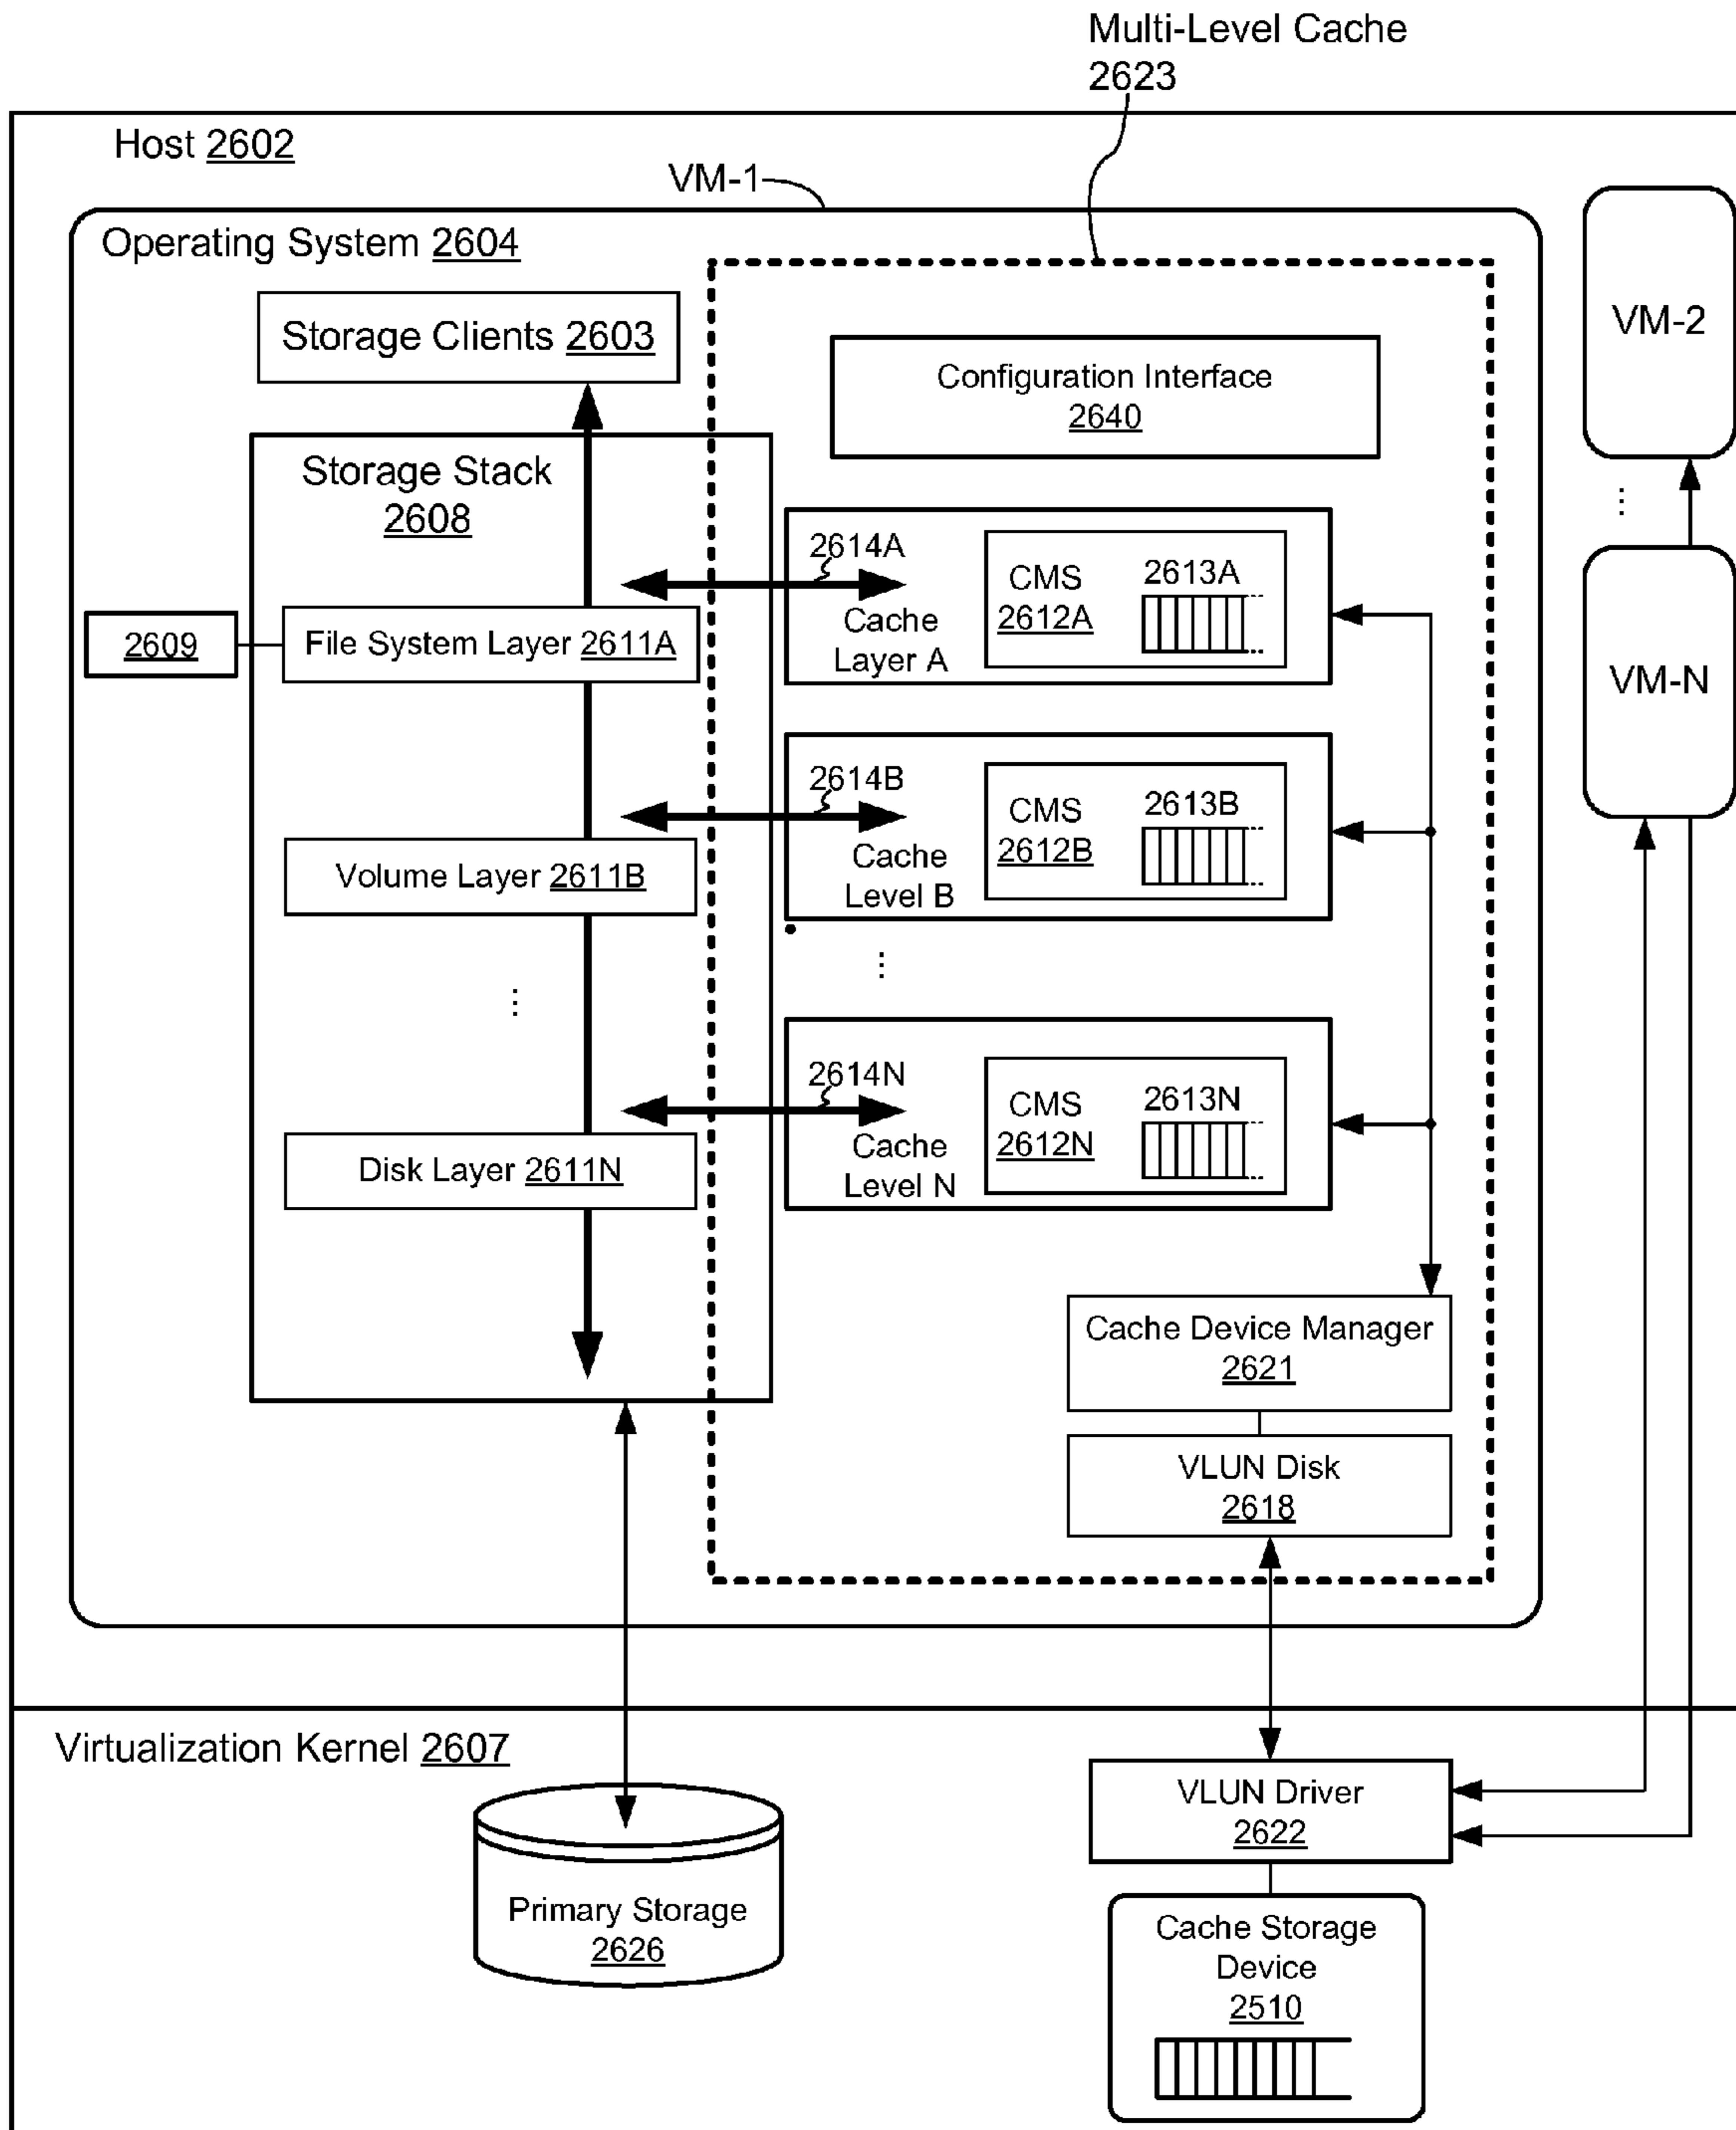 Multi-Level Cache
2623
Host 2602
VM-1
Operating System 2604
Storage Clients 2603
Configuration Interface
2640
VM-2
Storage Stack
2608
2614A
Cache
Layer A
CMS
2612A
2613A
2609
File System Layer 2611A
VM-N
2614B
Cache
Level B
CMS
2612B
2613B
Volume Layer 2611B
2614N
Cache
Level N
CMS
2612N
2613N
Disk Layer 2611N
Cache Device Manager
2621
VLUN Disk
2618
Virtualization Kernel 2607
VLUN Driver
2622
Primary Storage
2626
Cache Storage
Device
2510